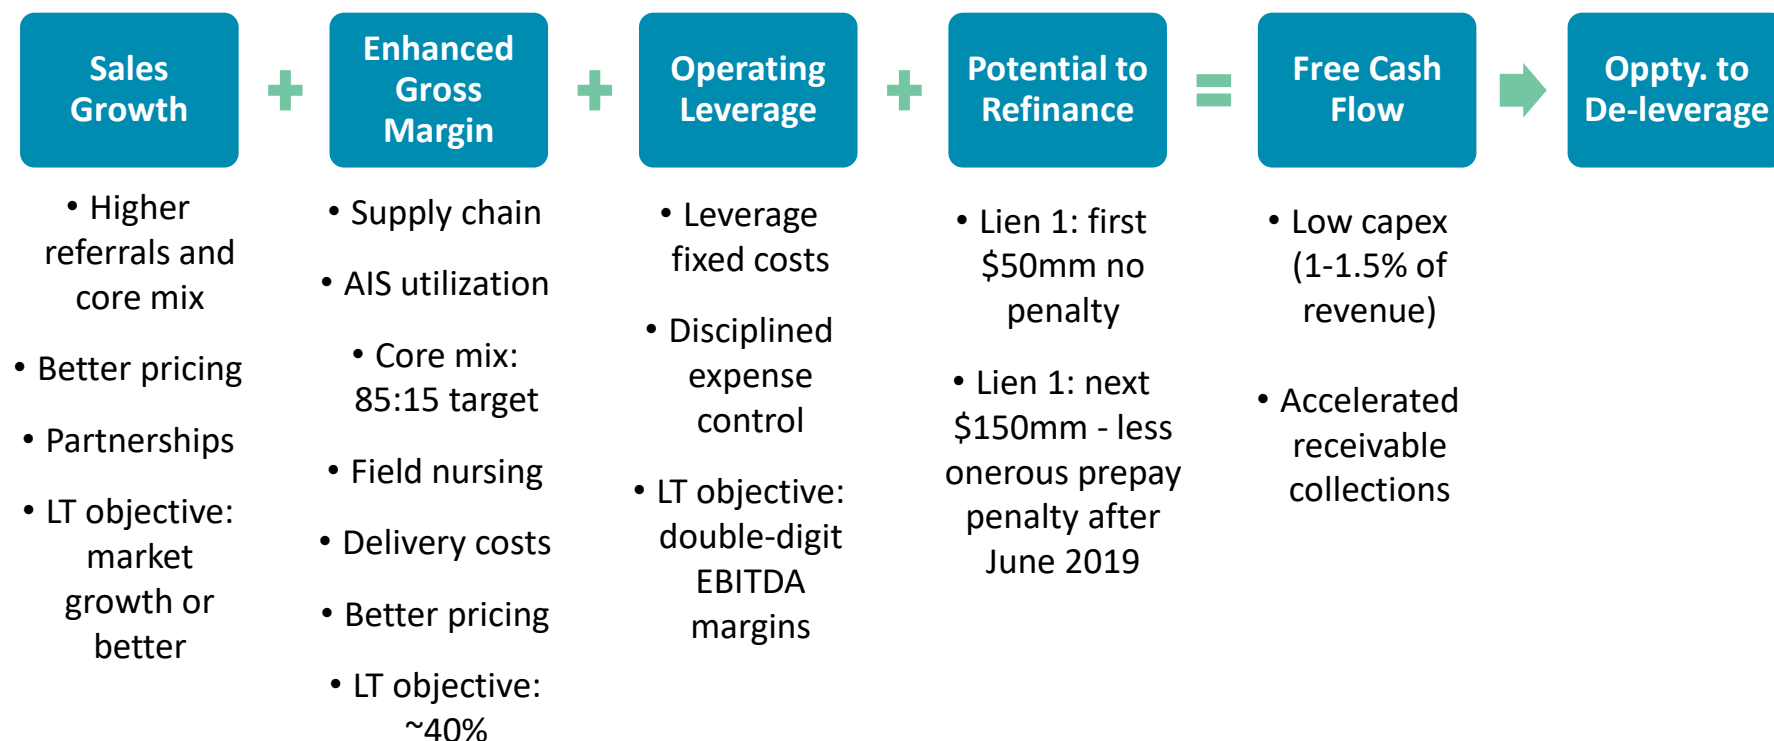 Sales
Growth
Enhanced
Gross
Margin
Operating
Leverage
Potential to
Refinance
Free Cash
Flow
Oppty. to
De-leverage
• Higher
referrals and
core mix
• Better pricing
• Partnerships
• LT objective:
market
growth or
better
• Supply chain
• AIS utilization
• Core mix:
85:15 target
• Field nursing
• Delivery costs
• Better pricing
• LT objective:
~40%
• Leverage
fixed costs
• Disciplined
expense
control
• LT objective:
double-digit
EBITDA
margins
• Lien 1: first
$50mm no
penalty
• Lien 1: next
$150mm - less
onerous prepay
penalty after
June 2019
• Low capex
(1-1.5% of
revenue)
• Accelerated
receivable
collections